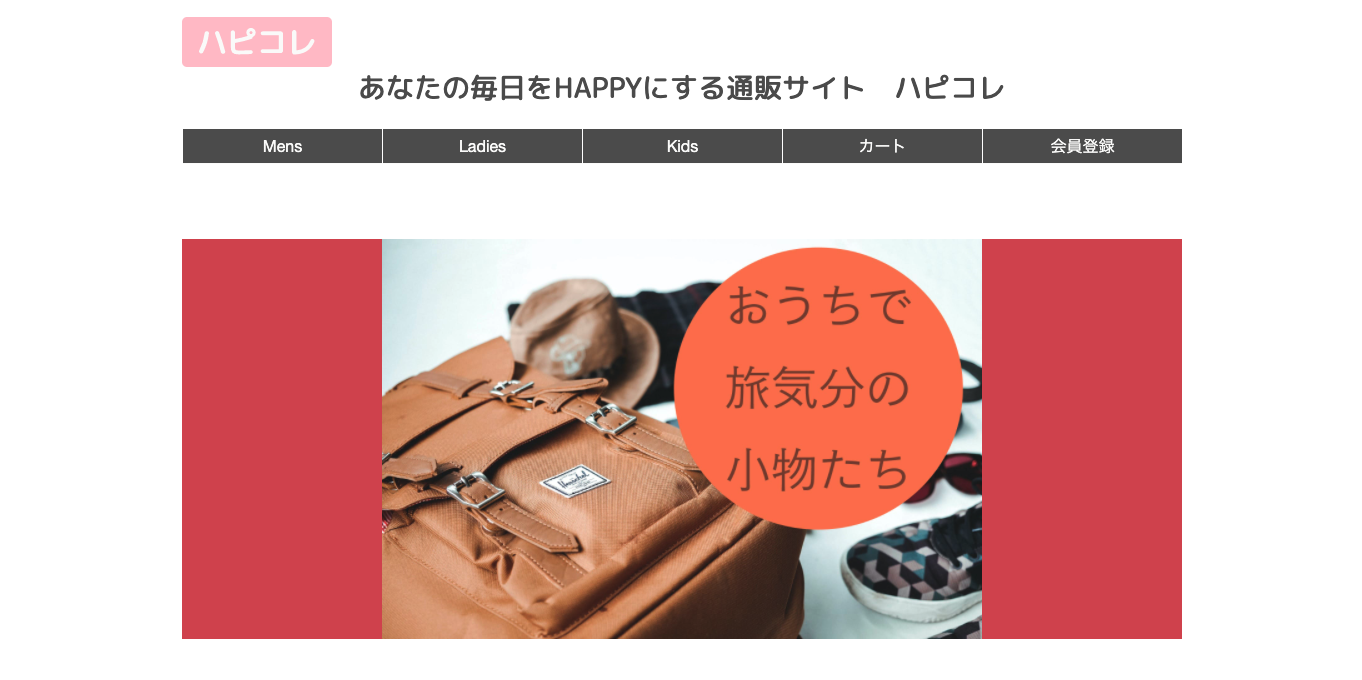 ハピコレ
あなたの毎日をHAPPYにする通販サイト　ハピコレ
Mens
Ladies
Kids
カート
会員登録
おうちで
旅気分の
小物たち
Herschel